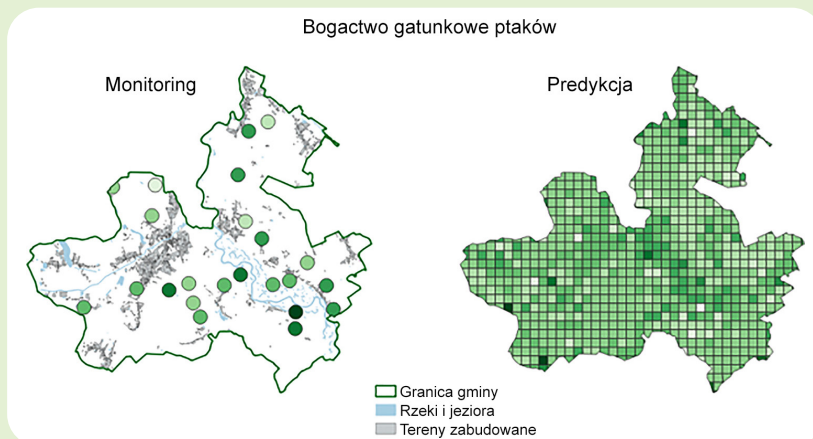 Bogactwo gatunkowe ptaków
Monitoring
Predykcja
Granica gminy
Rzeki i jeziora
Tereny zabudowane